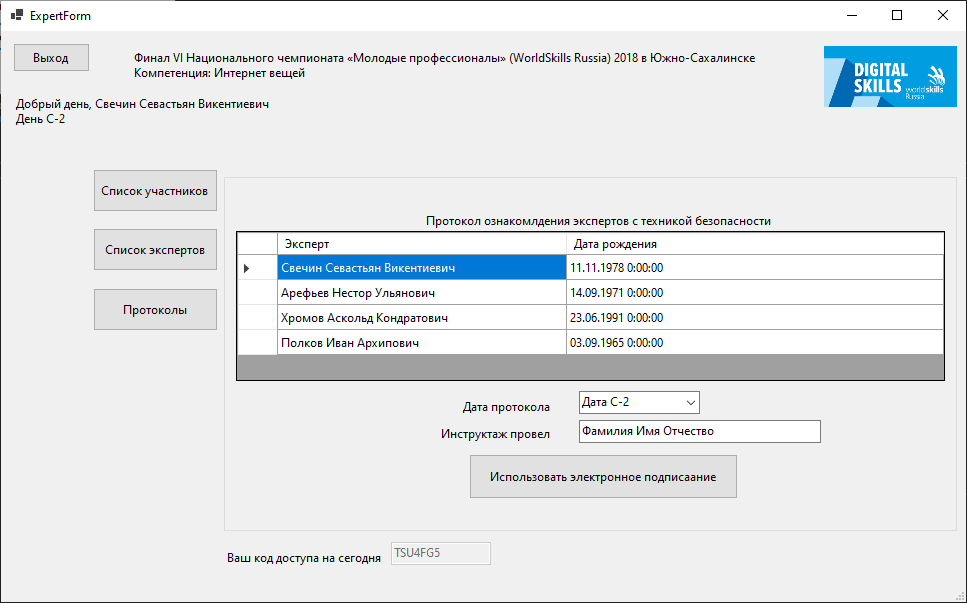 ExpertForm
Выход
Финал VI Национального чемпионата «Молодые профессионалы» (WorldSkills Russia) 2018 в Южно-Сахалинске
Компетенция: Интернет вещей
DIGITAL
SKILLS
worldskills
Russia
Добрый день, Свечин Севастьян Викентиевич
День C-2
Список участников
Список экспертов
Протоколы
Протокол ознакомлдения экспертов с техникой безопасности
Эксперт Дата рождения
Свечин Севастьян Викентиевич 11.11.1978 0:00:00
Арефьев Нестор Ульянович 14.09.1971 0:00:00
Хромов Аскольд Кондратович 23.06.1991 0:00:00
Полков Иван Архипович 03.09.1965 0:00:00
Дата протокола Дата C-2
Инструктаж провел Фамилия Имя Отчество
Использовать электронное подписаание
Ваш код доступа на сегодня TSU4FG5